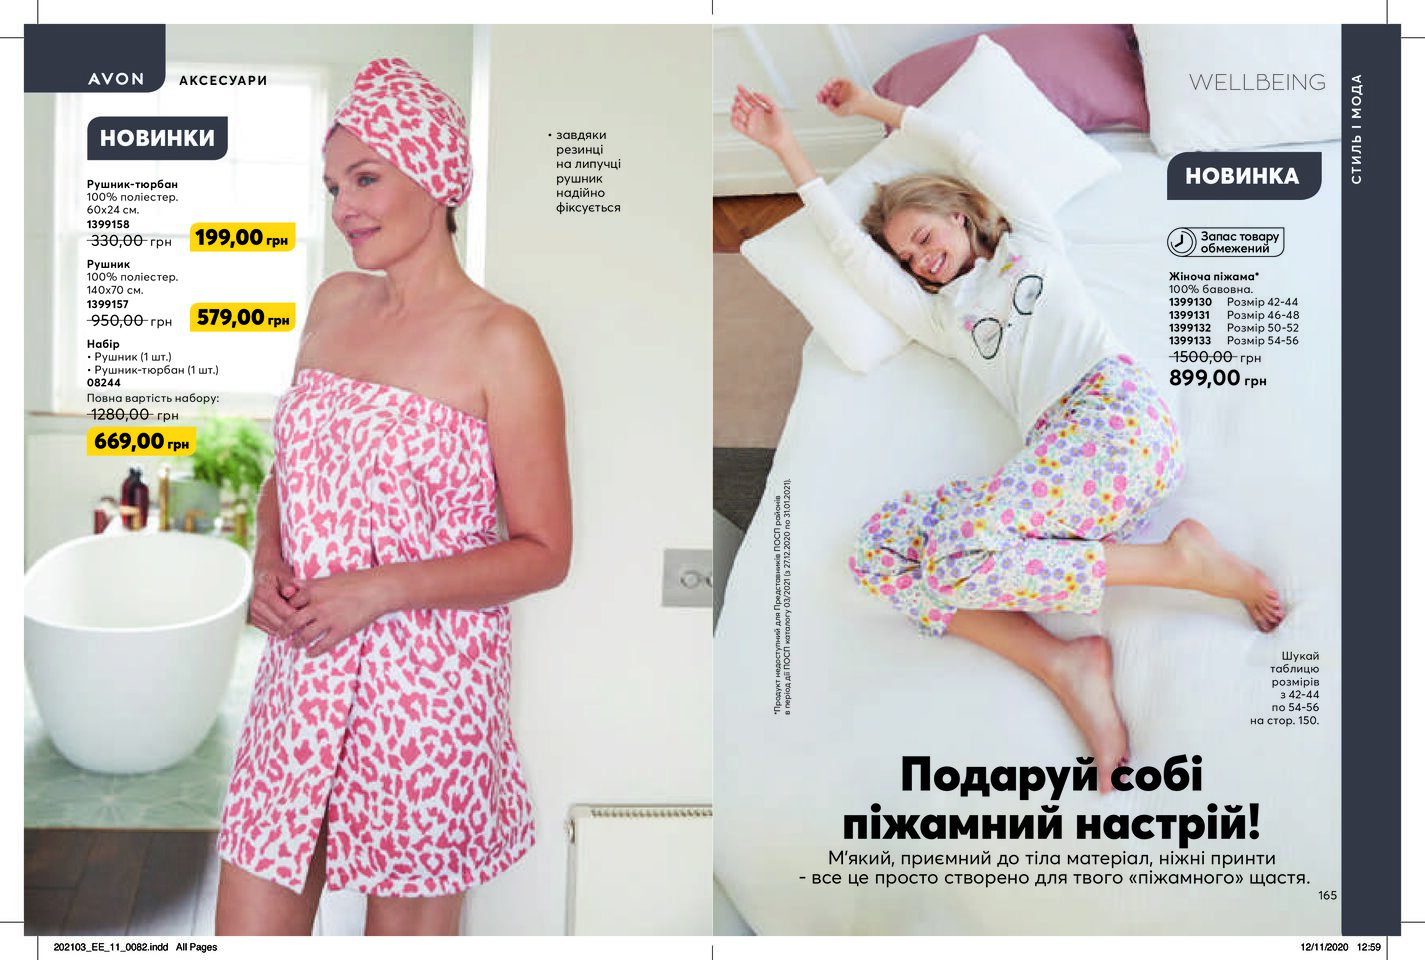 AVON
АКСЕСУАРИ
НОВИНКИ
Рушник-тюрбан
100% поліестер.
60х24 см.
1399158
330,00 грн
199,00 грн
Рушник
100% поліестер.
140х70 см.
1399157
950,00 грн
579,00 грн
Набір
• Рушник (1 шт.)
• Рушник-тюрбан (1 шт.)
08244
Повна вартість набору:
1280,00 грн
669,00 грн
• завдяки
резинці
на липучці
рушник
надійно
фіксується
WELLBEING
СТИЛЬ І МОДА
НОВИНКА
Запас товару
обмежений
Жіноча піжама*
100% бавовна.
1399130 Розмір 42-44
1399131 Розмір 46-48
1399132 Розмір 50-52
1399133 Розмір 54-56
1500,00 грн
899,00 грн
*Продукт недоступний для Представників ПОСП районів
в період дії ПОСП каталогу 03/2021 (з 27.12.2020 по 31.01.2021).
Шукай
таблицю
розмірів
з 42-44
по 54-56
на стор. 150.
Подаруй собі
піжамний настрій!
М'який, приємний до тіла матеріал, ніжні принти
- все це просто створено для твого «піжамного» щастя.
165
202103_EE_11_0082.indd All Pages
12/11/2020 12:59